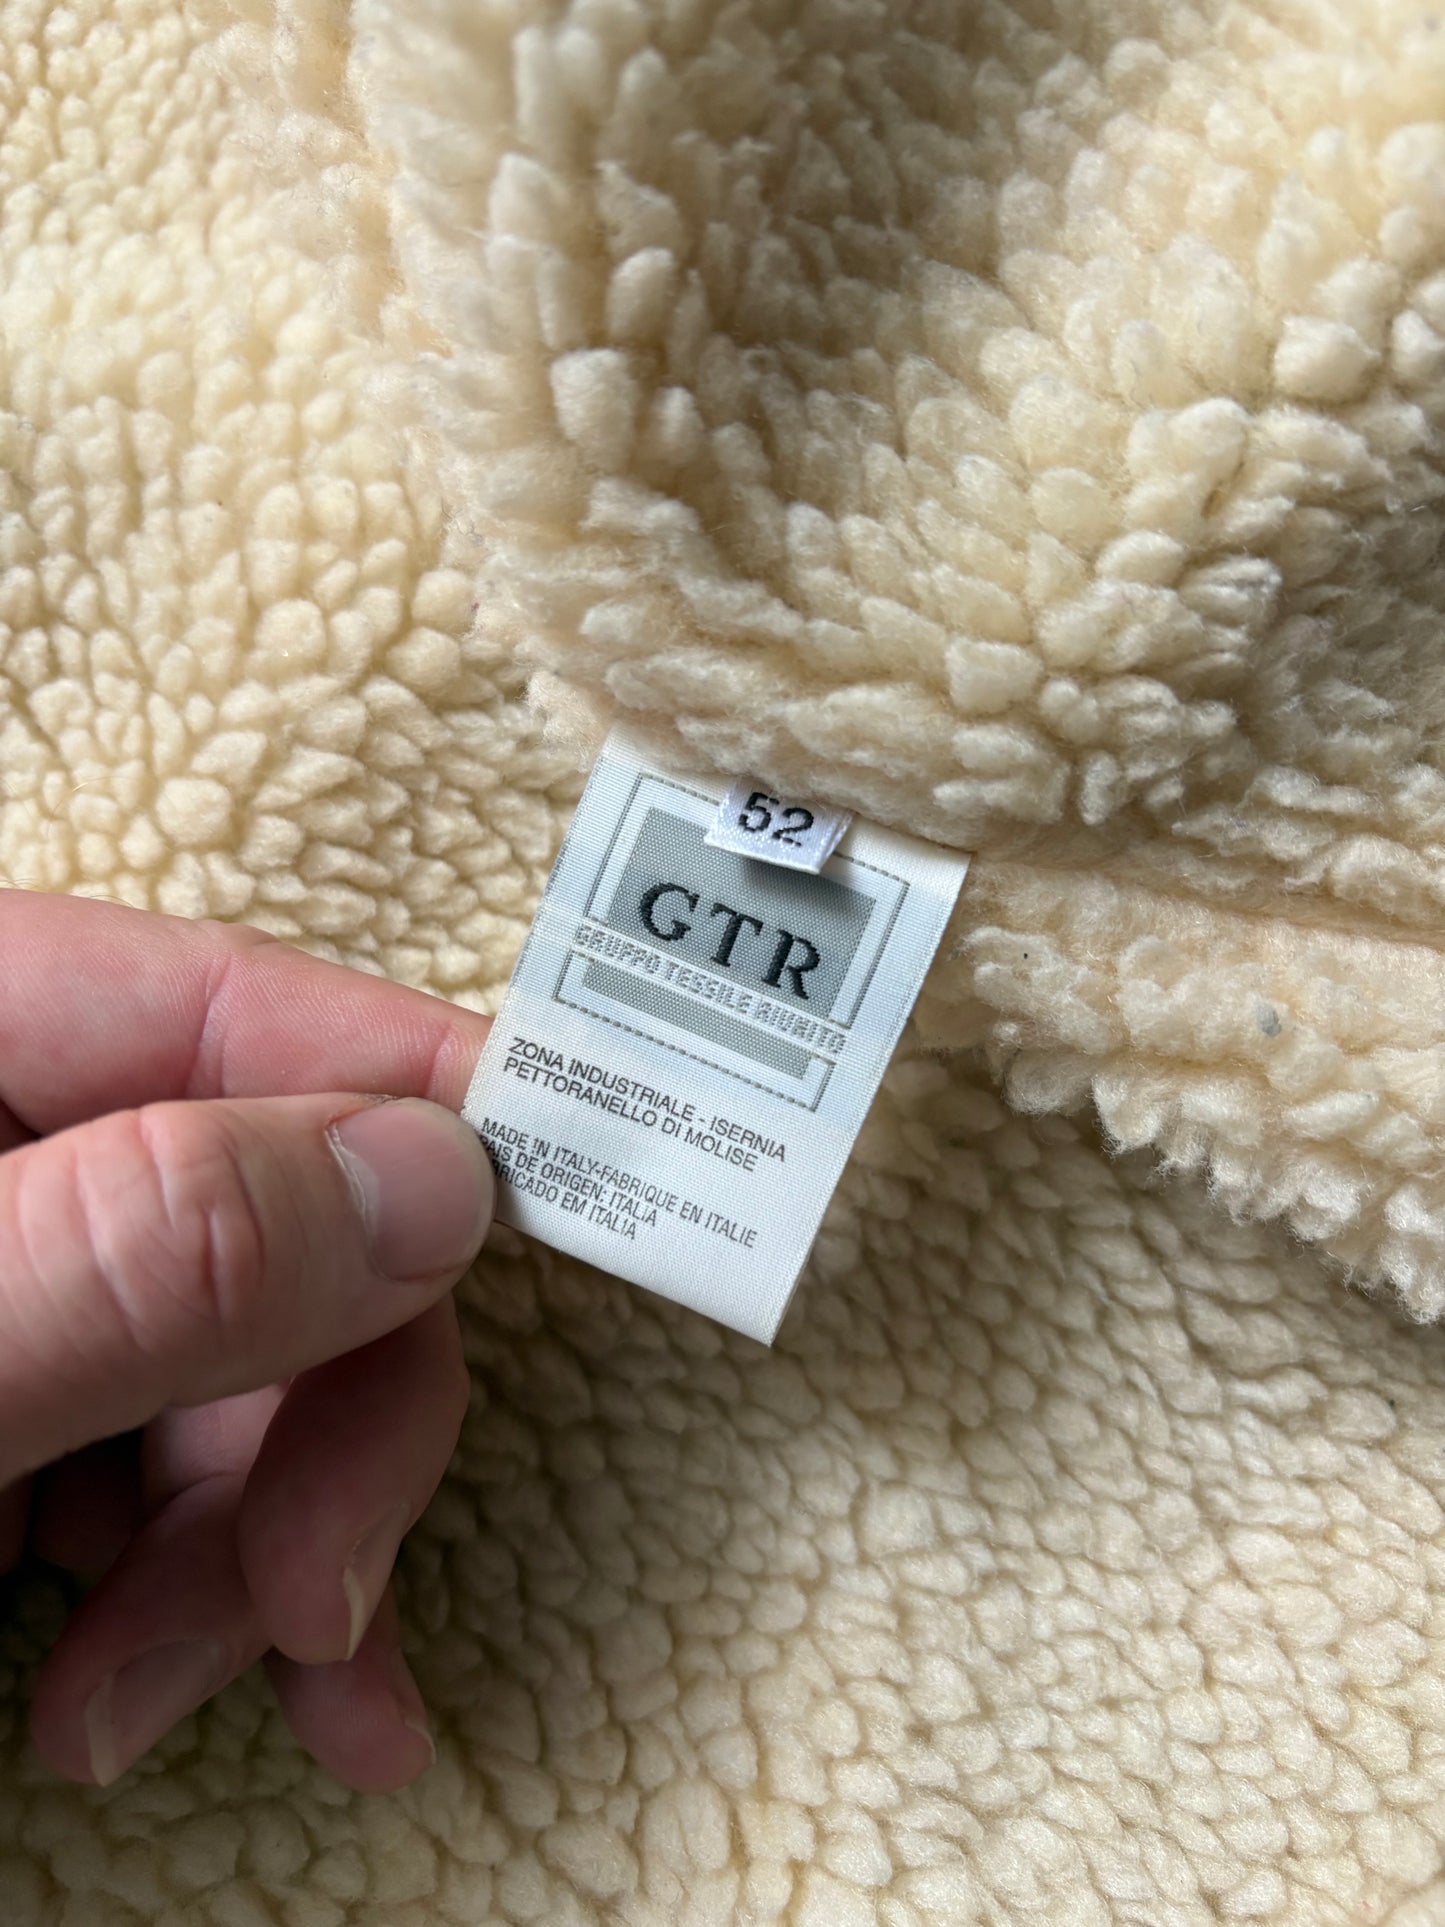 52
GTR
GRUPPO TESSILE RIUNITO
ZONA INDUSTRIALE - ISERNIA
PETTORANELLO DI MOLISE
MADE IN ITALY-FABRIQUE EN ITALIE
PAIS DE ORIGEN: ITALIA
BRICADO EM ITALIA